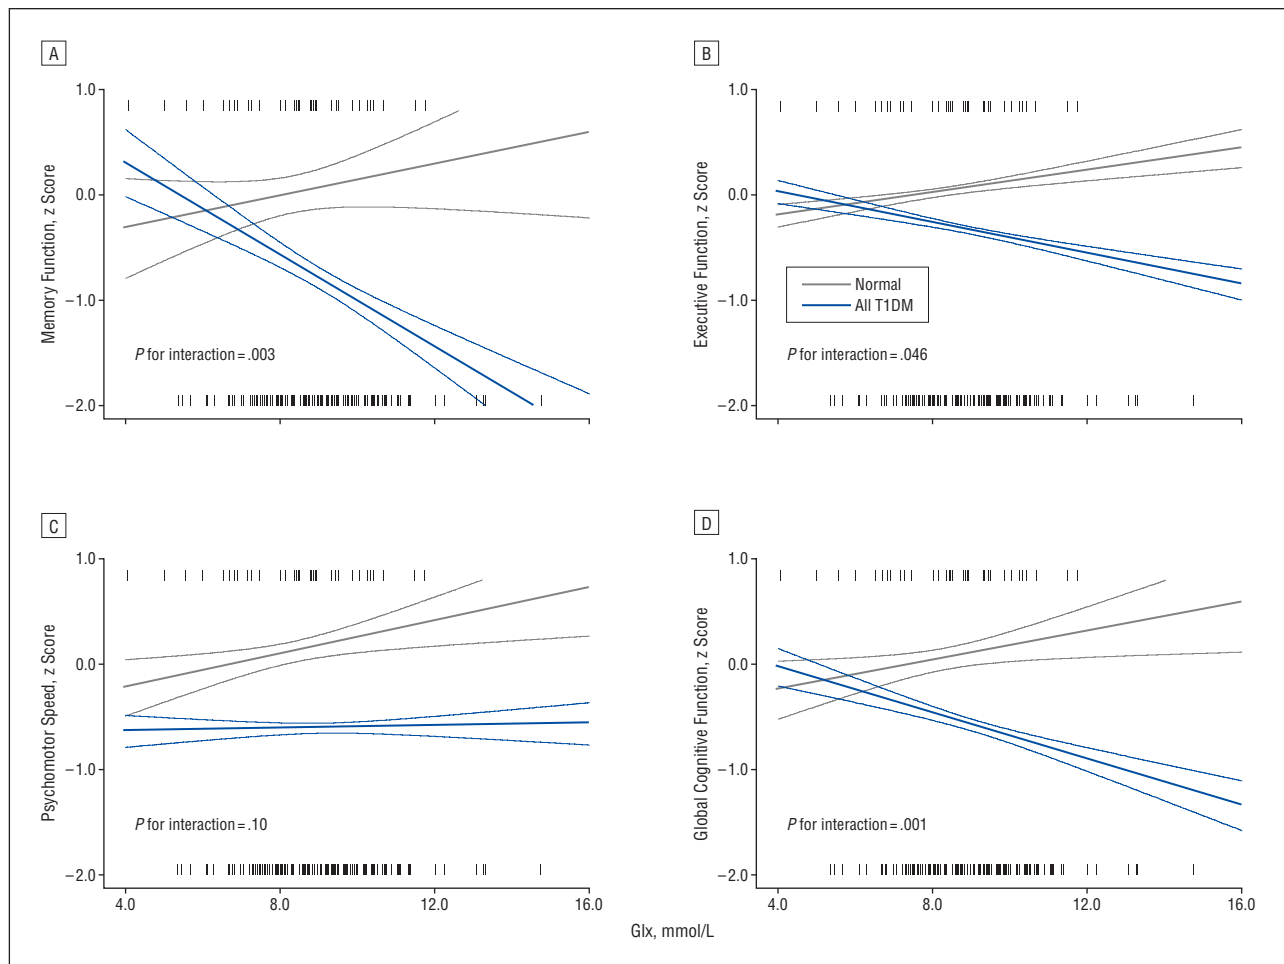 A
1.0
0.0
−1.0
−2.0
Memory Function, z Score
P for interaction = .003
B
1.0
0.0
−1.0
−2.0
Executive Function, z Score
Normal
All T1DM
P for interaction = .046
C
1.0
0.0
−1.0
−2.0
Psychomotor Speed, z Score
P for interaction = .10
4.0 8.0 12.0 16.0
D
1.0
0.0
−1.0
−2.0
Global Cognitive Function, z Score
P for interaction = .001
4.0 8.0 12.0 16.0
Glx, mmol/L